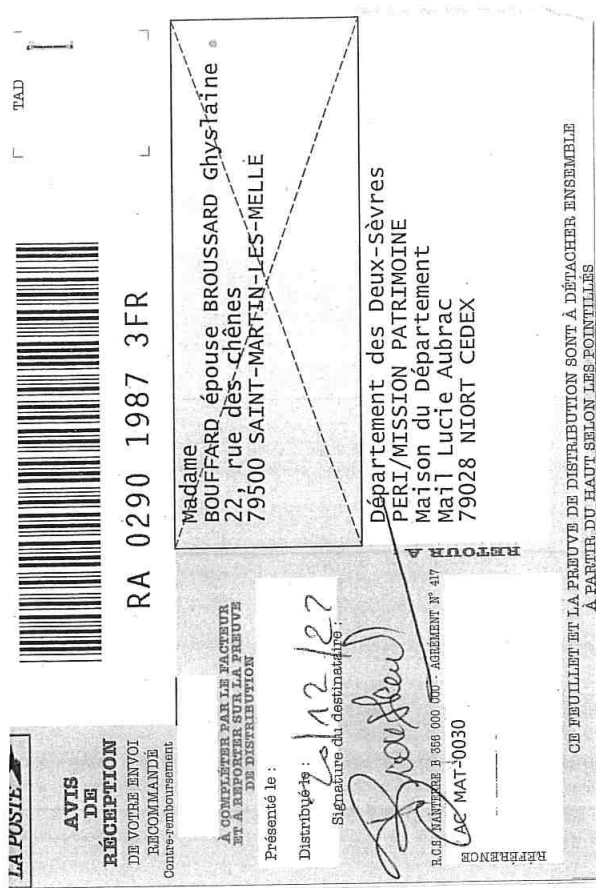 LA POSTE
AVIS
DE
RÉCEPTION
DE VOTRE ENVOI
RECOMMANDÉ
Contre-remboursement
TAD
RA 0290 1987 3FR
À COMPLÉTER PAR LE FACTEUR
ET A REPORTER SUR LA PREUVE
DE DISTRIBUTION
Présenté le :
Distribué le :
20/12/22
Signature du destinataire :
R.C.S. NANTERRE B 356 000 000 - AGRÉMENT N° 417
RÉFÉRENCE
AC MAT-0030
Madame
BOUFFARD épouse BROUSSARD Ghyslaine
22, rue des chênes
79500 SAINT-MARTIN-LES-MELLE
RETOUR À
Département des Deux-Sèvres
PERI/MISSION PATRIMOINE
Maison du Département
Mail Lucie Aubrac
79028 NIORT CEDEX
CE FEUILLET ET LA PREUVE DE DISTRIBUTION SONT À DÉTACHER ENSEMBLE
À PARTIR DU HAUT SELON LES POINTILLÉS